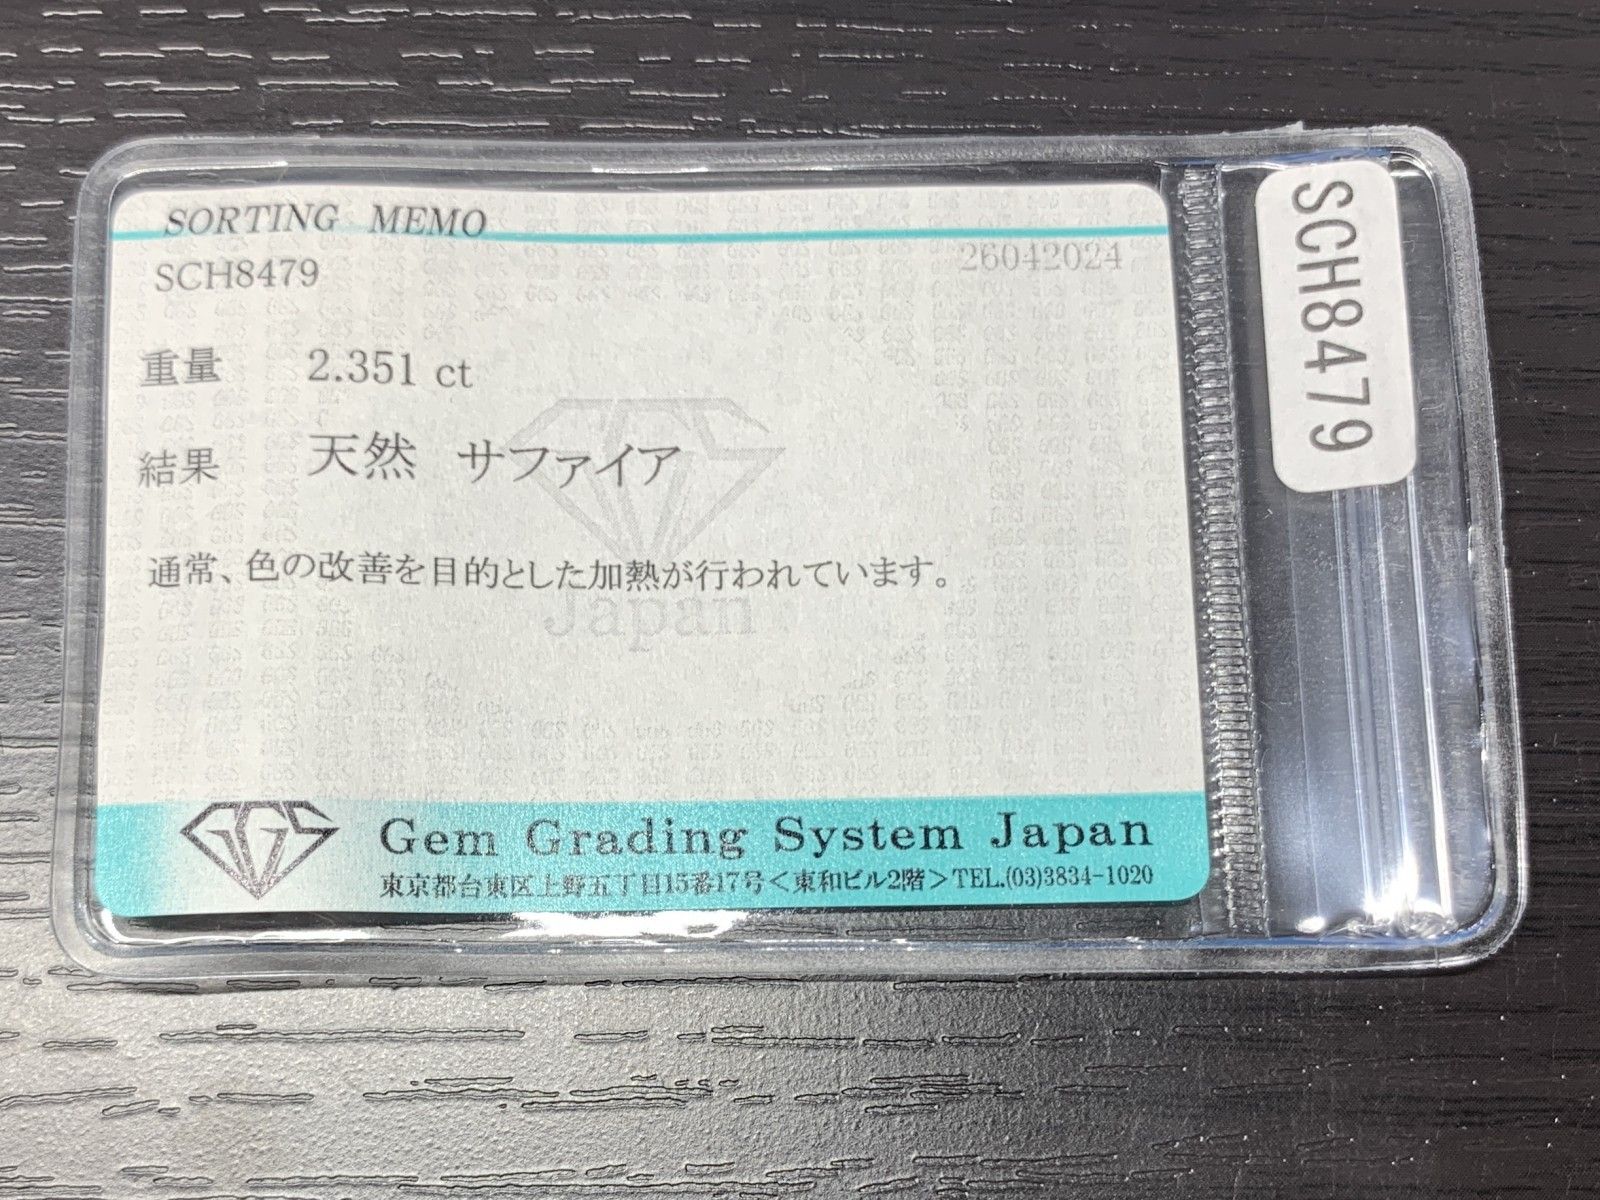 SORTING MEMO
SCH8479 26042024
重量 2.351 ct
結果 天然 サファイア
通常、色の改善を目的とした加熱が行われています。
Japan
GGS Gem Grading System Japan
東京都台東区上野五丁目15番17号<東和ビル2階>TEL.(03)3834-1020
SCH8479